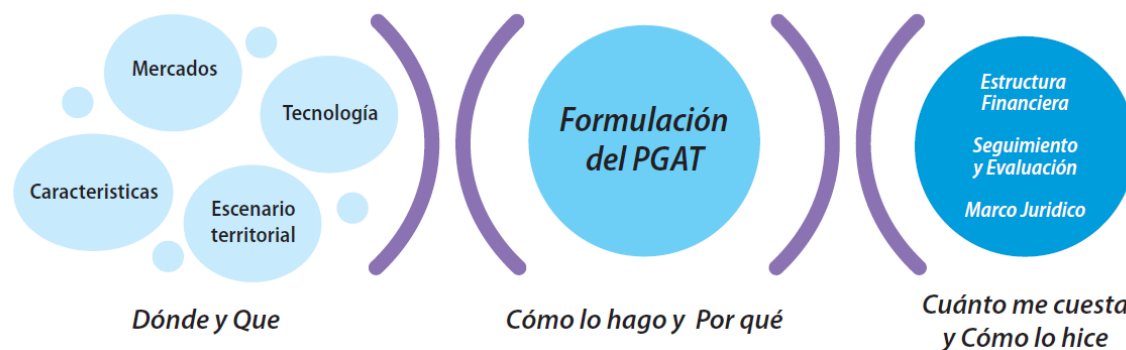 Mercados
Tecnología
Caracteristicas
Escenario
territorial
Dónde y Que
Formulación
del PGAT
Cómo lo hago y Por qué
Estructura
Financiera
Seguimiento
y Evaluación
Marco Juridico
Cuánto me cuesta
y Cómo lo hice